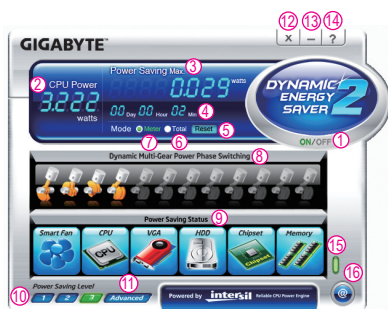 ⑫ ⑬ ⑭
X – ?
GIGABYTE™
Power Saving Max. ③
② CPU Power
3.222
watts
0.029 watts
00 Day 00 Hour 02 Min ④
Mode Meter Total Reset ⑤
⑦ ⑥
DYNAMIC
ENERGY
SAVER 2
ON/OFF ①
Dynamic Multi-Gear Power Phase Switching ⑧
Power Saving Status ⑨
Smart Fan CPU VGA HDD Chipset Memory
CPU
Chipset
⑮
Power Saving Level ⑪ ⑯
⑩ 1 2 3 Advanced
Powered by intersil Reliable CPU Power Engine
@